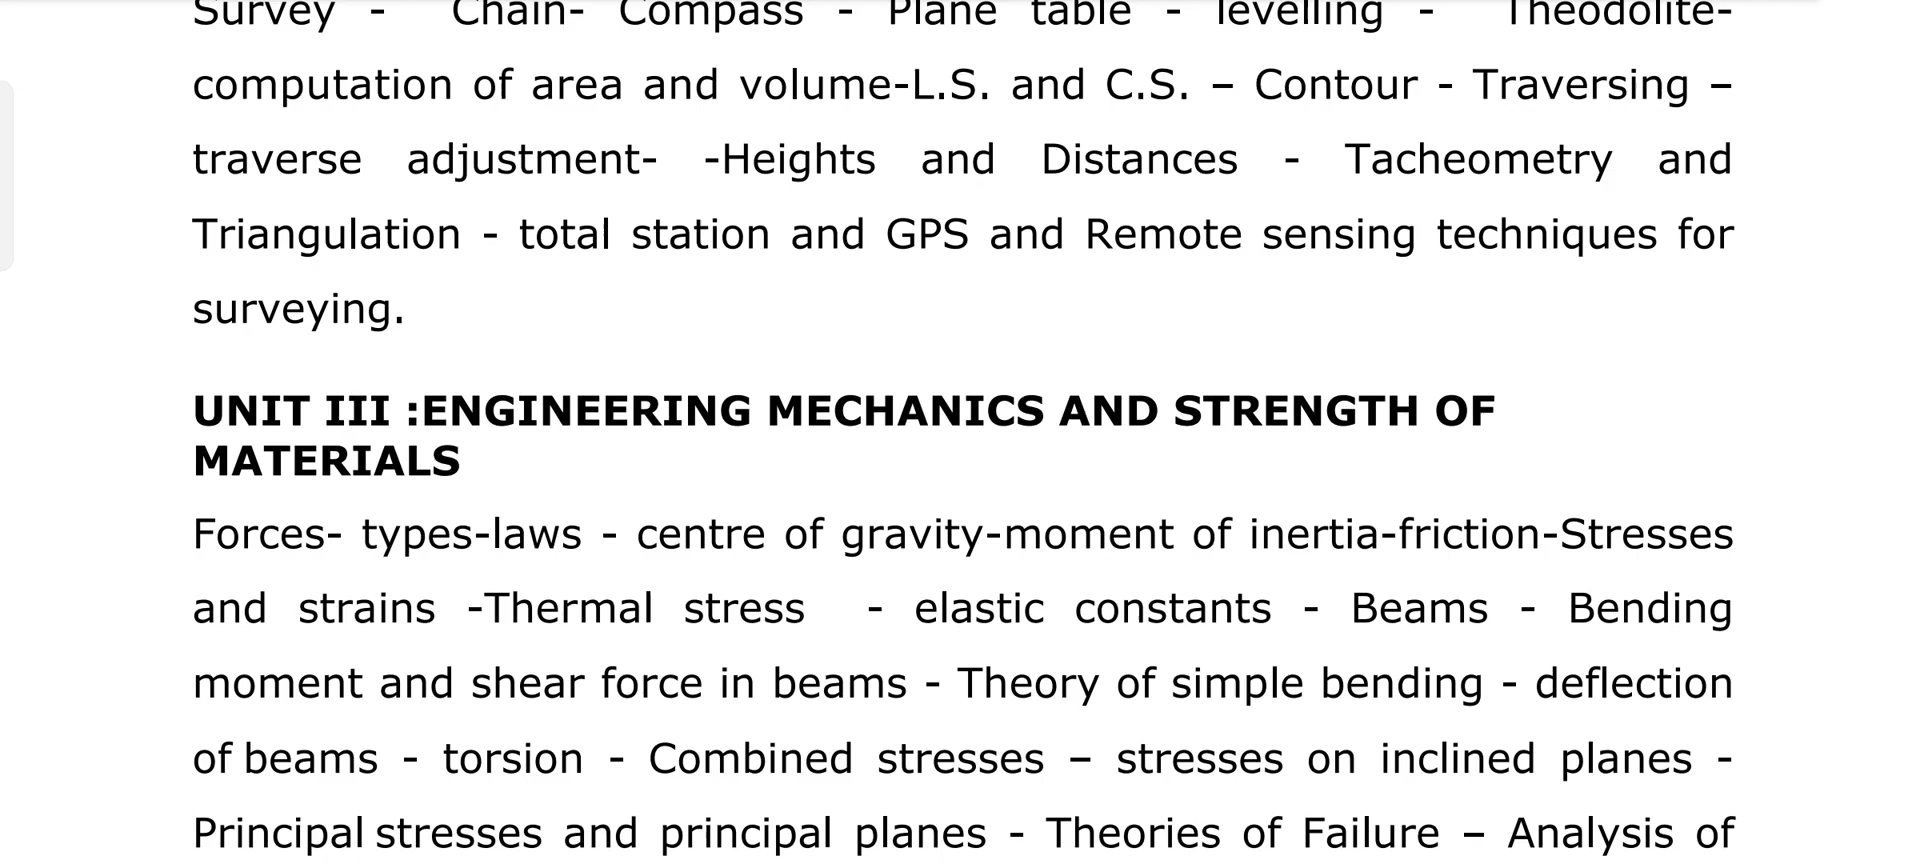 Survey - Chain- Compass - Plane table - levelling - Theodolite-
computation of area and volume-L.S. and C.S. – Contour - Traversing –
traverse adjustment- -Heights and Distances - Tacheometry and
Triangulation - total station and GPS and Remote sensing techniques for
surveying.
UNIT III :ENGINEERING MECHANICS AND STRENGTH OF
MATERIALS
Forces- types-laws - centre of gravity-moment of inertia-friction-Stresses
and strains -Thermal stress - elastic constants - Beams - Bending
moment and shear force in beams - Theory of simple bending - deflection
of beams - torsion - Combined stresses – stresses on inclined planes -
Principal stresses and principal planes - Theories of Failure – Analysis of